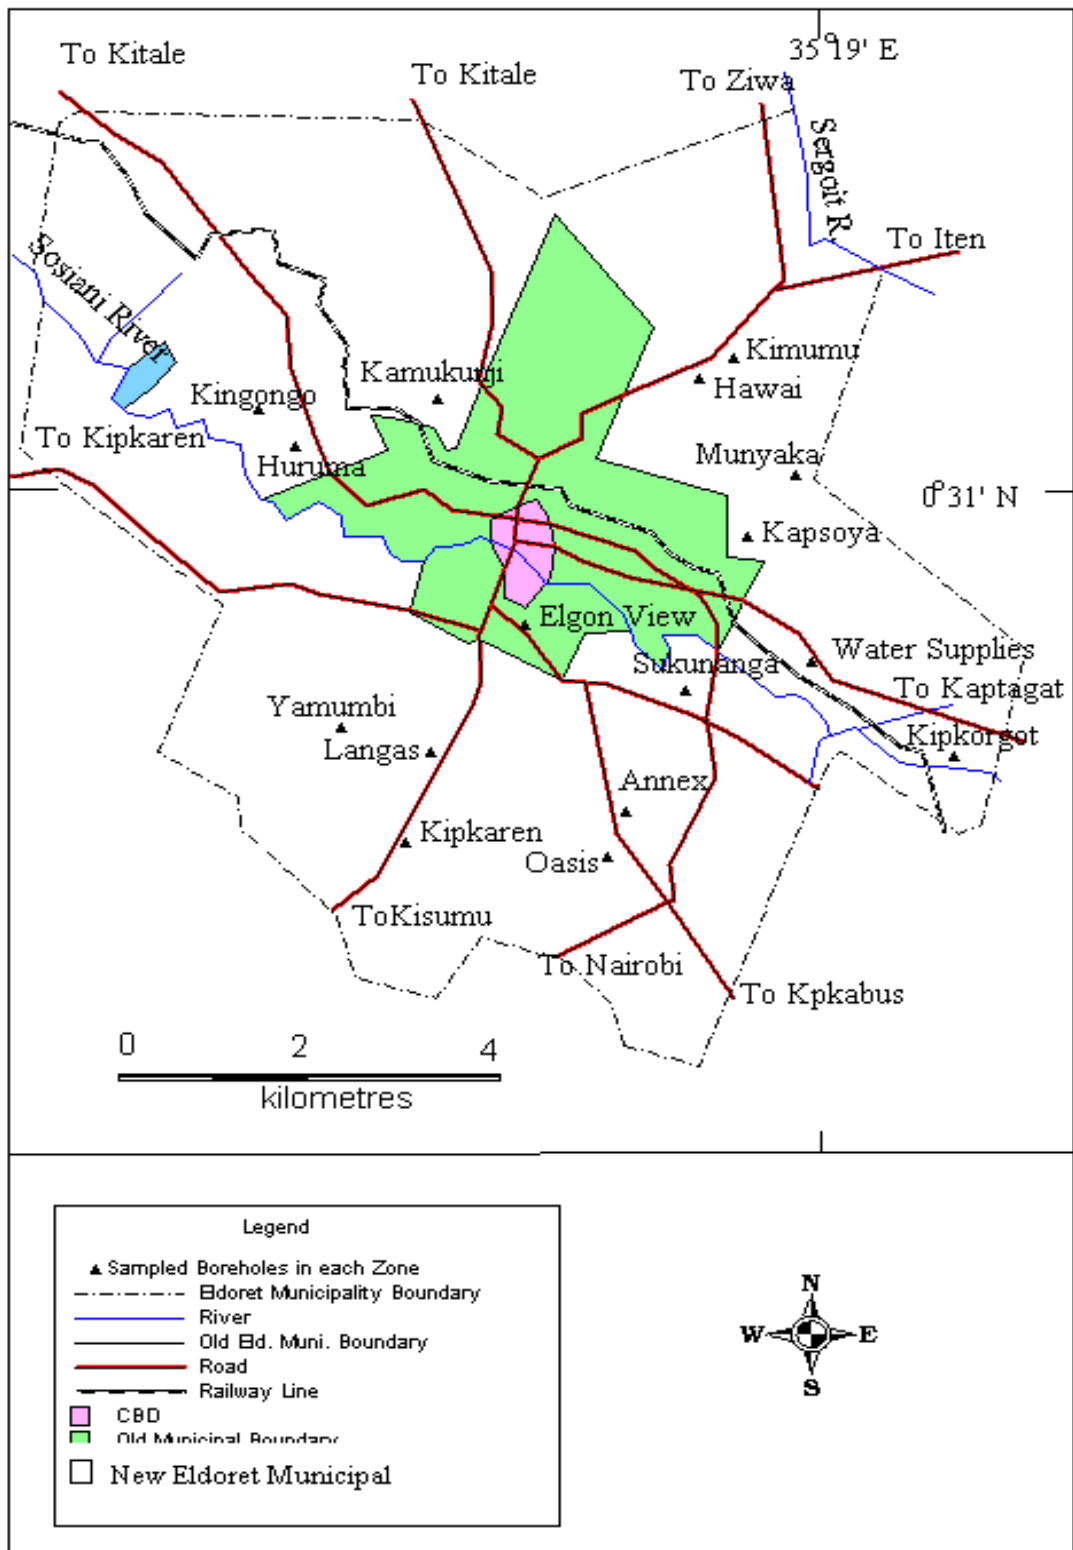 To Kitale
To Kitale
To Ziwa
35° 19' E
Sergoit R.
To Iten
Sosiani River
Kimumu
Hawai
Kamukunji
Kingongo
To Kipkaren
Huruma
Munyaka
0° 31' N
Kapsoya
Elgon View
Sukunanga
Water Supplies
To Kaptagat
Kipkorgot
Yamumbi
Langas
Annex
Kipkaren
Oasis
ToKisumu
To Nairobi
To Kpkabus
0 2 4
kilometres
Legend
Sampled Boreholes in each Zone
Eldoret Municipality Boundary
River
Old Eld. Muni. Boundary
Road
Railway Line
CBD
Old Municipal Boundary
New Eldoret Municipal
N
W E
S